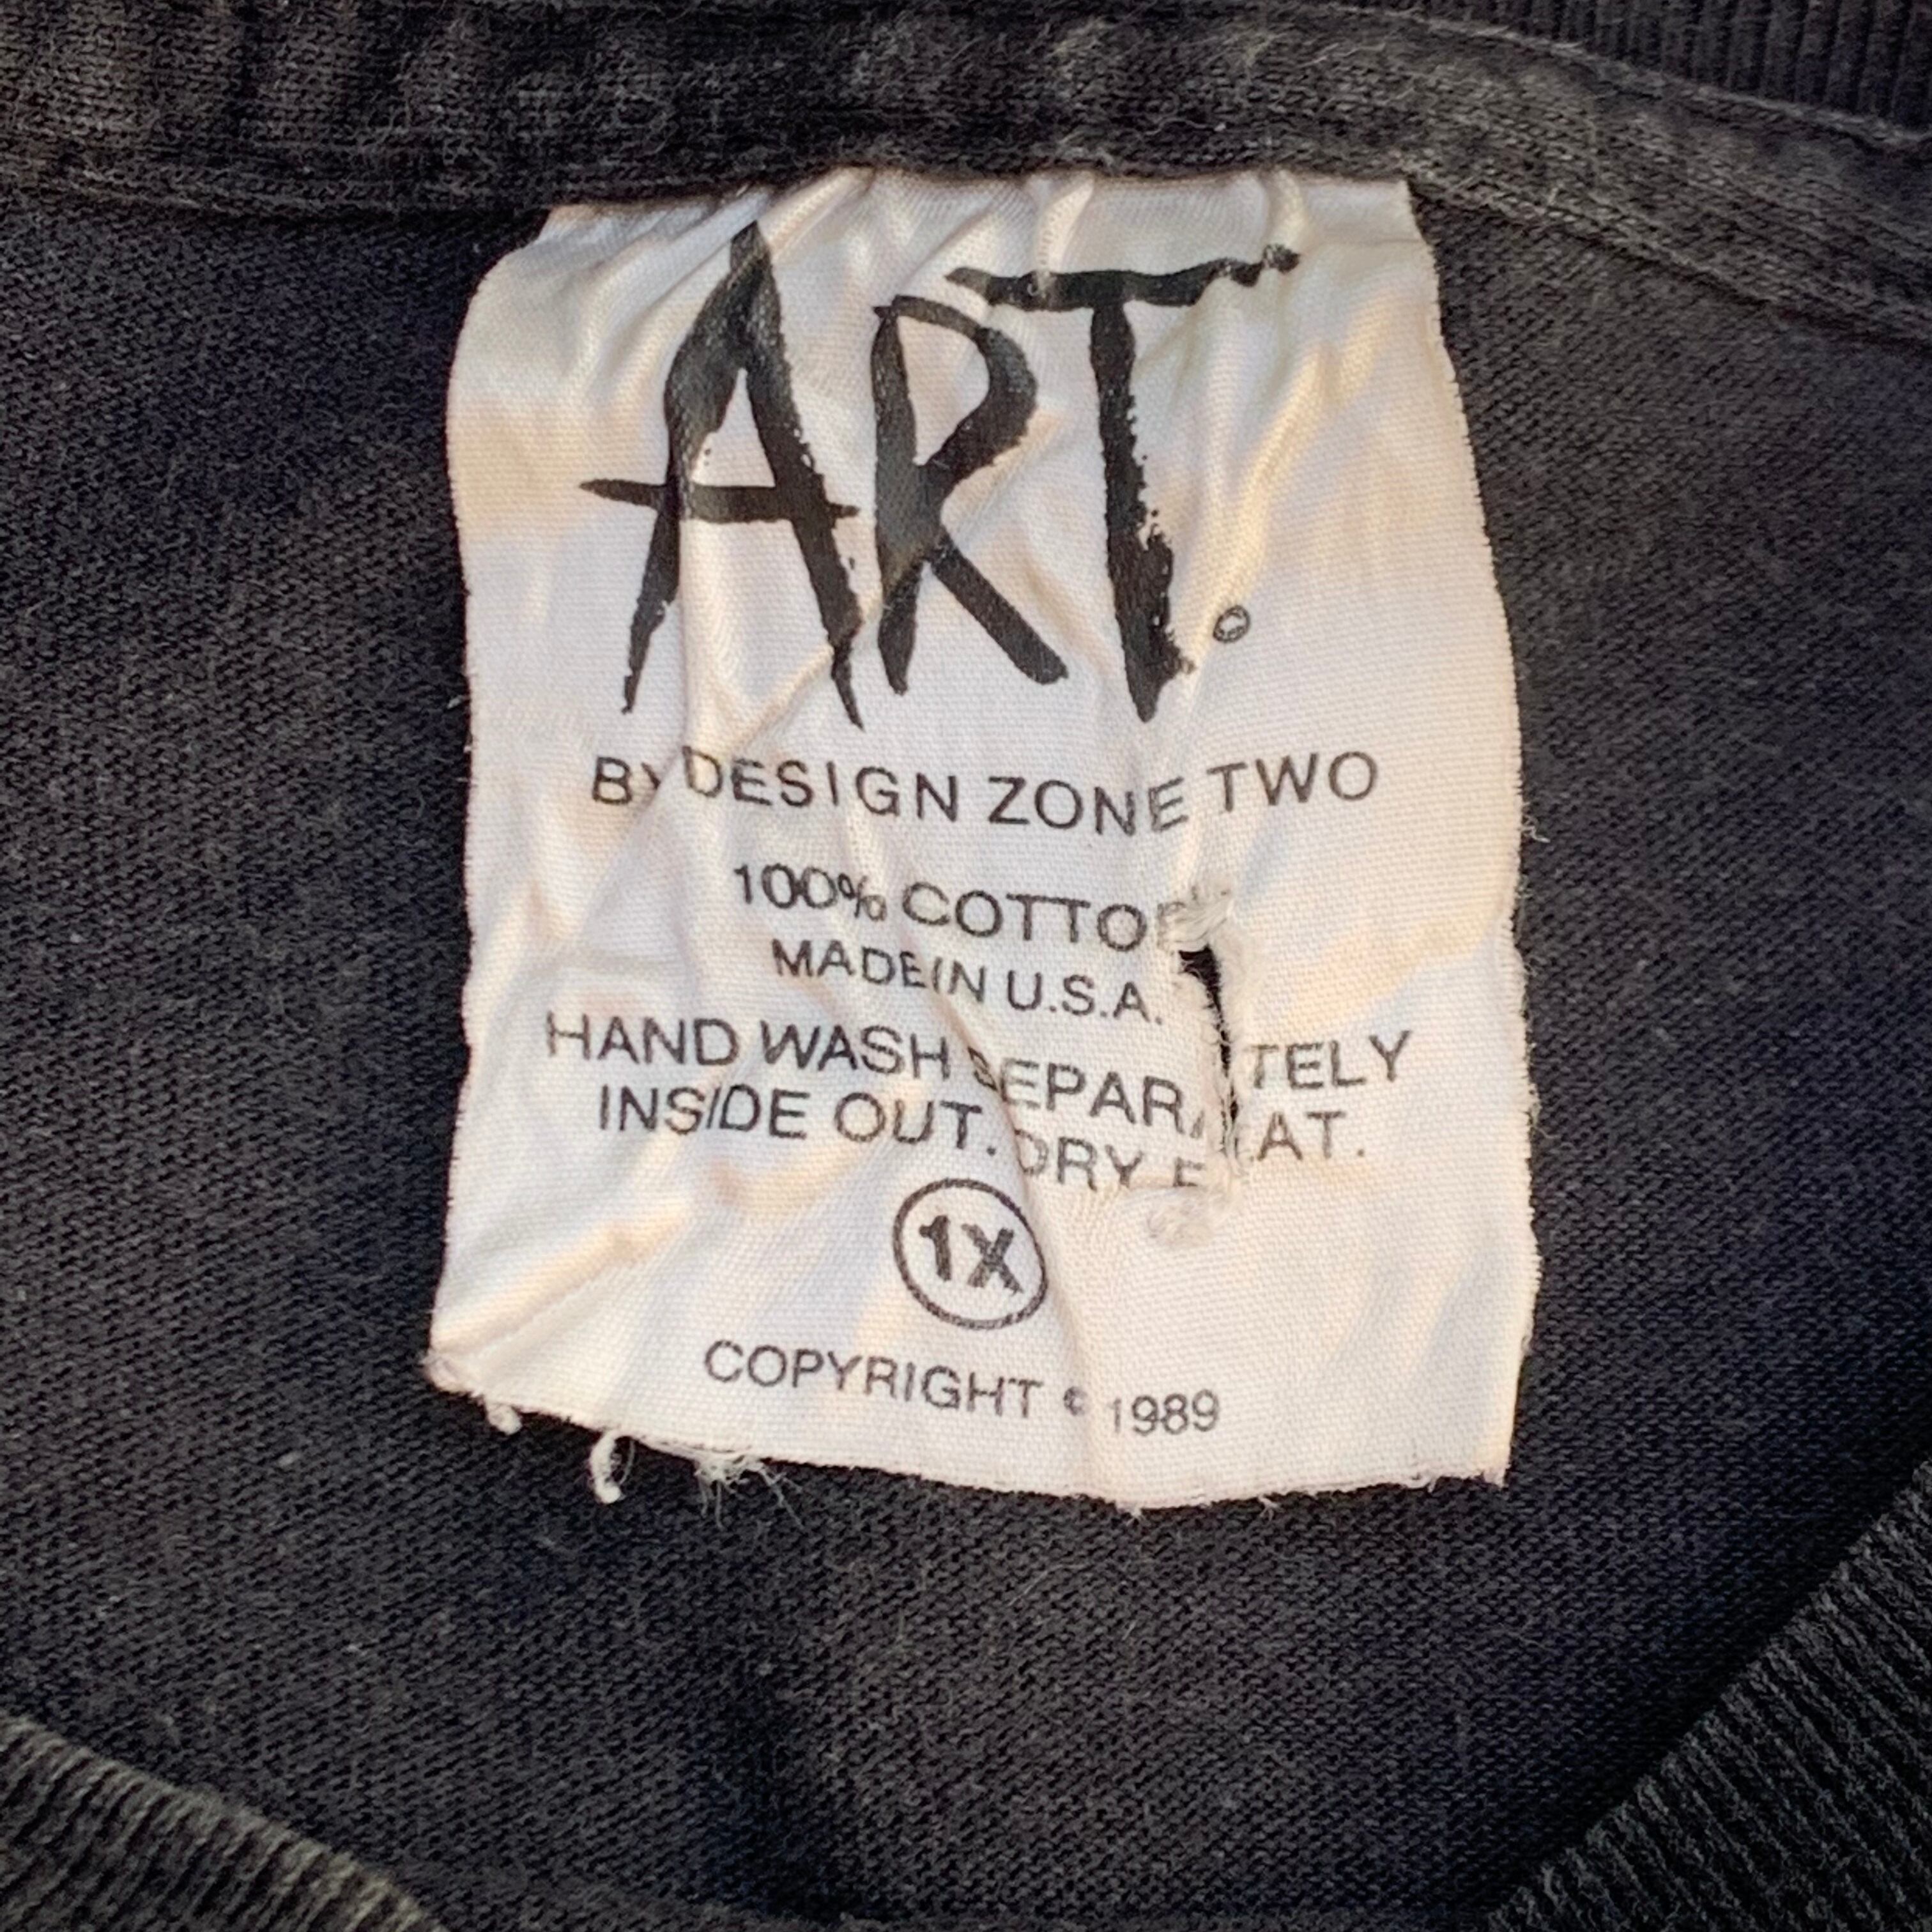 ART®
BY DESIGN ZONE TWO
100% COTTON
MADE IN U.S.A.
HAND WASH SEPARATELY
INSIDE OUT. DRY FLAT.
1X
COPYRIGHT © 1989